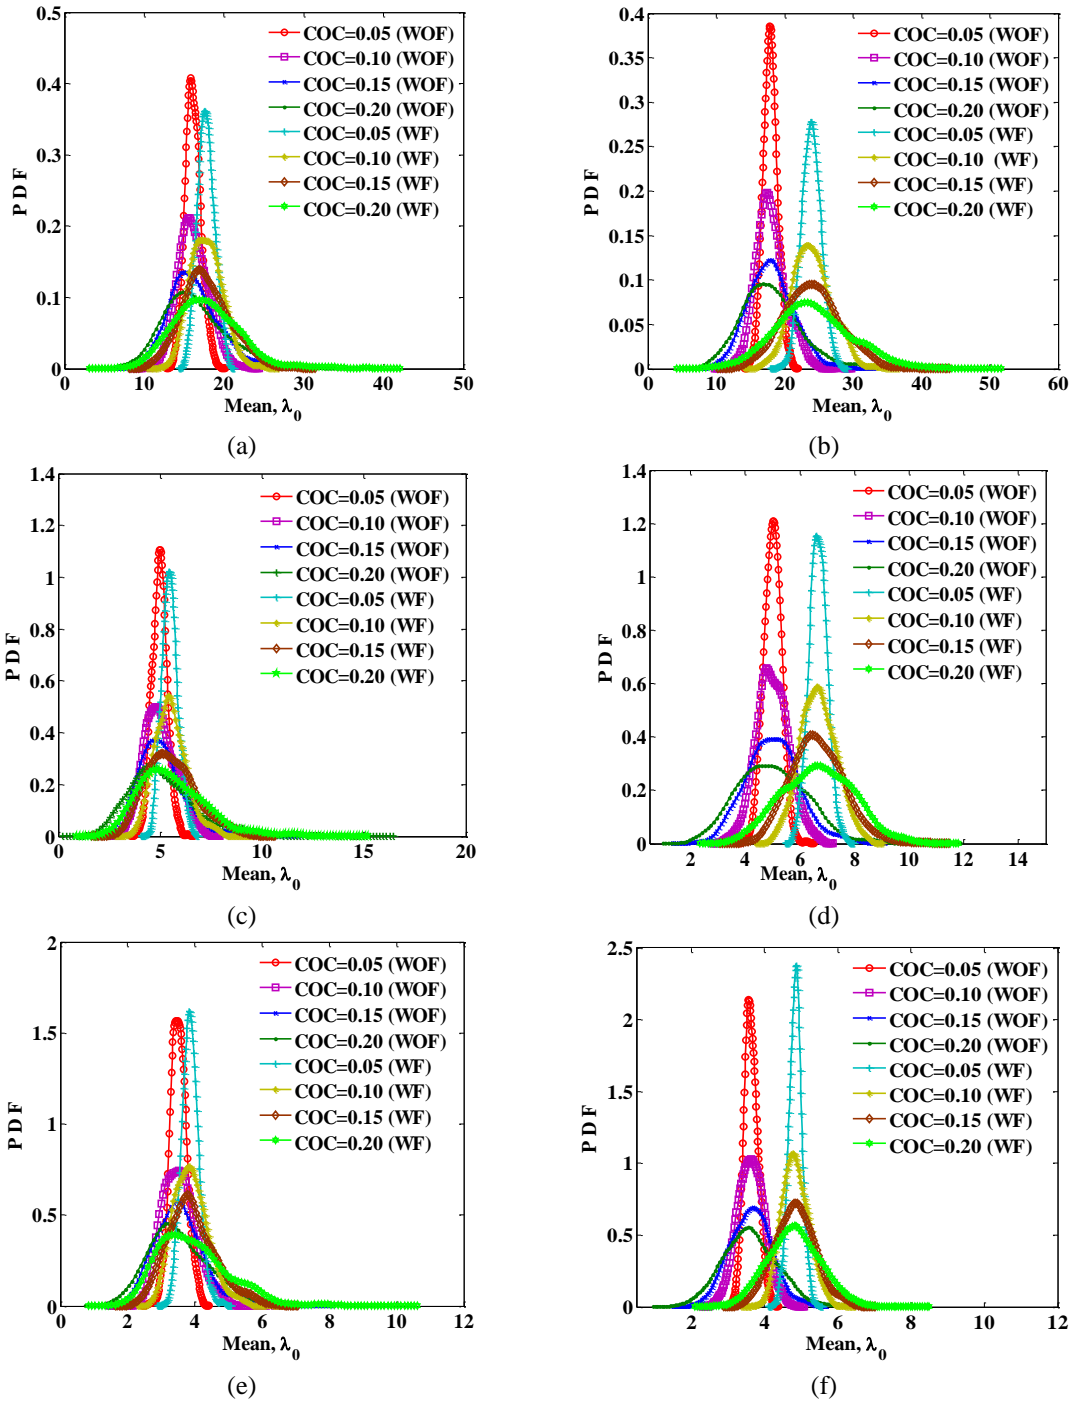 0.5
0.4
0.3
0.2
0.1
0
P D F
0
10
20
30
40
50
Mean, λ0
COC=0.05 (WOF)
COC=0.10 (WOF)
COC=0.15 (WOF)
COC=0.20 (WOF)
COC=0.05 (WF)
COC=0.10 (WF)
COC=0.15 (WF)
COC=0.20 (WF)
(a)
0.4
0.35
0.3
0.25
0.2
0.15
0.1
0.05
0
P D F
0
10
20
30
40
50
60
Mean, λ0
COC=0.05 (WOF)
COC=0.10 (WOF)
COC=0.15 (WOF)
COC=0.20 (WOF)
COC=0.05 (WF)
COC=0.10 (WF)
COC=0.15 (WF)
COC=0.20 (WF)
(b)
1.4
1.2
1
0.8
0.6
0.4
0.2
0
P D F
0
5
10
15
20
Mean, λ0
COC=0.05 (WOF)
COC=0.10 (WOF)
COC=0.15 (WOF)
COC=0.20 (WOF)
COC=0.05 (WF)
COC=0.10 (WF)
COC=0.15 (WF)
COC=0.20 (WF)
(c)
1.4
1.2
1
0.8
0.6
0.4
0.2
0
P D F
2
4
6
8
10
12
14
Mean, λ0
COC=0.05 (WOF)
COC=0.10 (WOF)
COC=0.15 (WOF)
COC=0.20 (WOF)
COC=0.05 (WF)
COC=0.10 (WF)
COC=0.15 (WF)
COC=0.20 (WF)
(d)
2
1.5
1
0.5
0
P D F
0
2
4
6
8
10
12
Mean, λ0
COC=0.05 (WOF)
COC=0.10 (WOF)
COC=0.15 (WOF)
COC=0.20 (WOF)
COC=0.05 (WF)
COC=0.10 (WF)
COC=0.15 (WF)
COC=0.20 (WF)
(e)
2.5
2
1.5
1
0.5
0
P D F
2
4
6
8
10
12
Mean, λ0
COC=0.05 (WOF)
COC=0.10 (WOF)
COC=0.15 (WOF)
COC=0.20 (WOF)
COC=0.05 (WF)
COC=0.10 (WF)
COC=0.15 (WF)
COC=0.20 (WF)
(f)